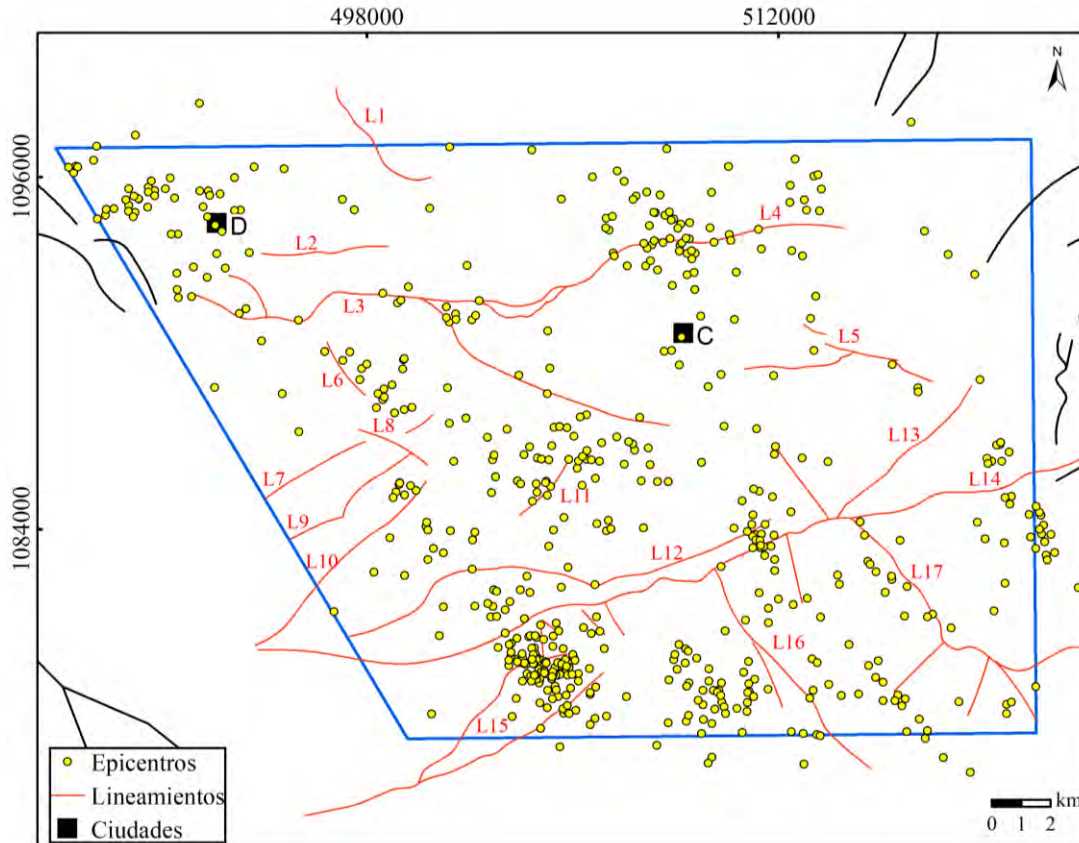 498000 512000
N
L1
1096000
D
L4
L2
L3
C
L5
L6
L8
L13
L7
L14
L11
L9
1084000
L12
L10
L17
L16
L15
Epicentros
Lineamientos
Ciudades
km
0 1 2